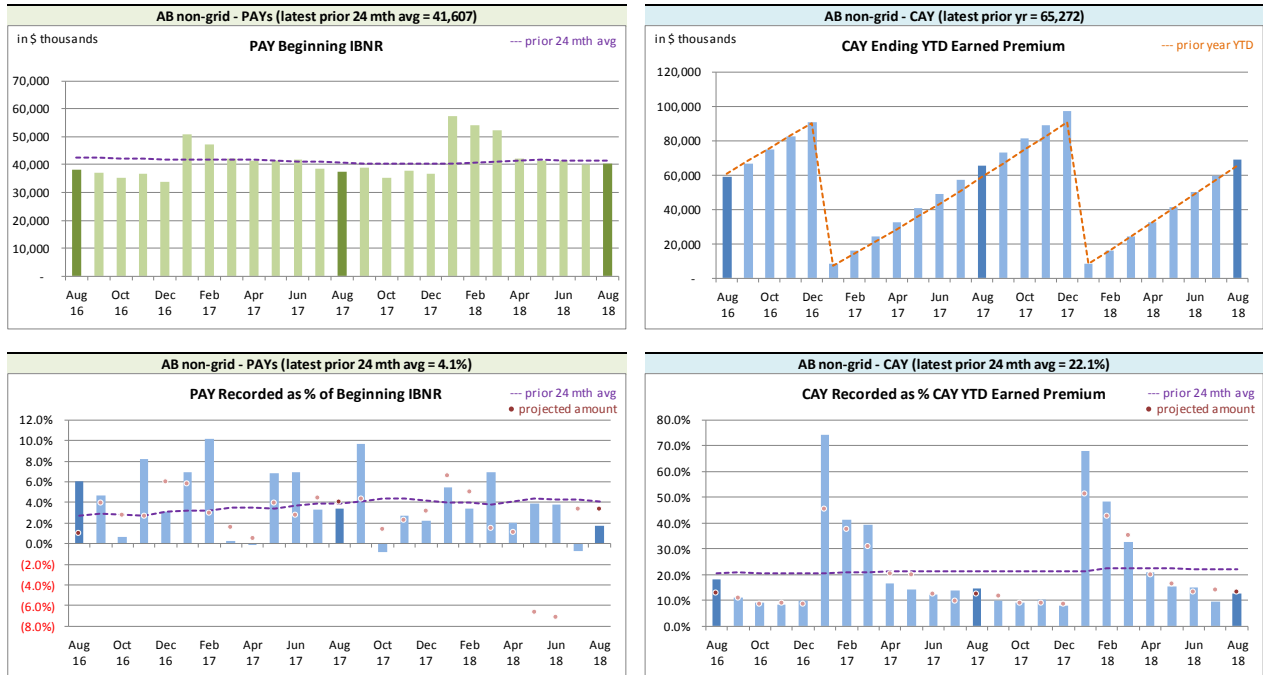 AB non-grid - PAYs (latest prior 24 mth avg = 41,607)
in $ thousands
PAY Beginning IBNR
--- prior 24 mth avg
70,000
60,000
50,000
40,000
30,000
20,000
10,000
-
Aug Oct Dec Feb Apr Jun Aug Oct Dec Feb Apr Jun Aug
16 16 16 17 17 17 17 17 17 18 18 18 18
AB non-grid - CAY (latest prior yr = 65,272)
in $ thousands
CAY Ending YTD Earned Premium
--- prior year YTD
120,000
100,000
80,000
60,000
40,000
20,000
-
Aug Oct Dec Feb Apr Jun Aug Oct Dec Feb Apr Jun Aug
16 16 16 17 17 17 17 17 17 18 18 18 18
AB non-grid - PAYs (latest prior 24 mth avg = 4.1%)
PAY Recorded as % of Beginning IBNR
--- prior 24 mth avg
• projected amount
12.0%
10.0%
8.0%
6.0%
4.0%
2.0%
0.0%
(2.0%)
(4.0%)
(6.0%)
(8.0%)
Aug Oct Dec Feb Apr Jun Aug Oct Dec Feb Apr Jun Aug
16 16 16 17 17 17 17 17 17 18 18 18 18
AB non-grid - CAY (latest prior 24 mth avg = 22.1%)
CAY Recorded as % CAY YTD Earned Premium
--- prior 24 mth avg
• projected amount
80.0%
70.0%
60.0%
50.0%
40.0%
30.0%
20.0%
10.0%
0.0%
Aug Oct Dec Feb Apr Jun Aug Oct Dec Feb Apr Jun Aug
16 16 16 17 17 17 17 17 17 18 18 18 18